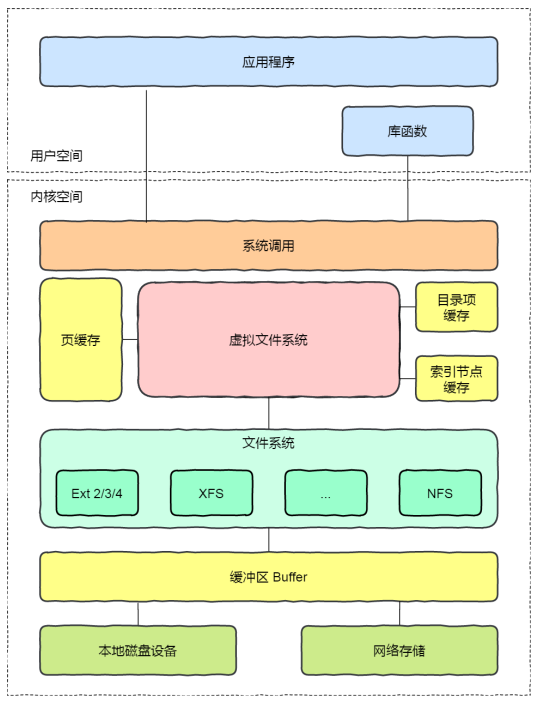 应用程序
库函数
用户空间
内核空间
系统调用
页缓存
虚拟文件系统
目录项
缓存
索引节点
缓存
文件系统
Ext 2/3/4
XFS
...
NFS
缓冲区 Buffer
本地磁盘设备
网络存储